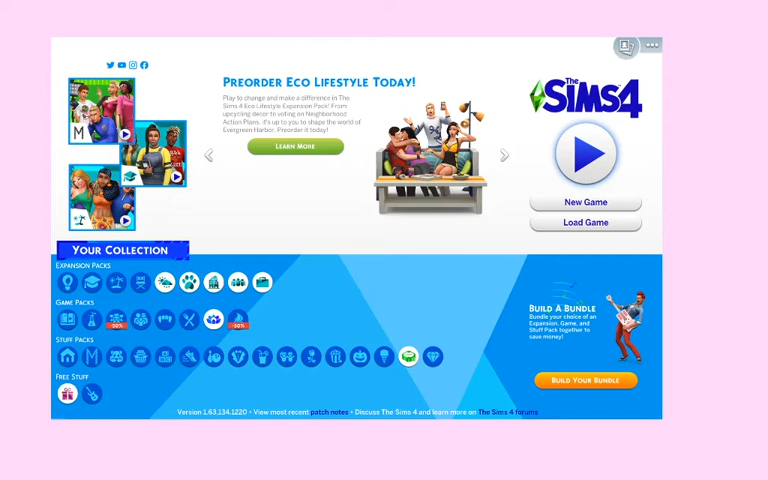 PREORDER ECO LIFESTYLE TODAY!
Play to change and make a difference in The
Sims 4 Eco Lifestyle Expansion Pack! From
upcycling decor to voting on Neighborhood
Action Plans, it's up to you to shape the world of
Evergreen Harbor. Preorder it today!
LEARN MORE
The SIMS 4
New Game
Load Game
M
YOUR COLLECTION
EXPANSION PACKS
GAME PACKS
-50%
-50%
STUFF PACKS
M
FREE STUFF
BUILD A BUNDLE
Bundle your choice of an
Expansion, Game, and
Stuff Pack together to
save money!
BUILD YOUR BUNDLE
Version 1.63.134.1220 • View most recent patch notes • Discuss The Sims 4 and learn more on The Sims 4 forums